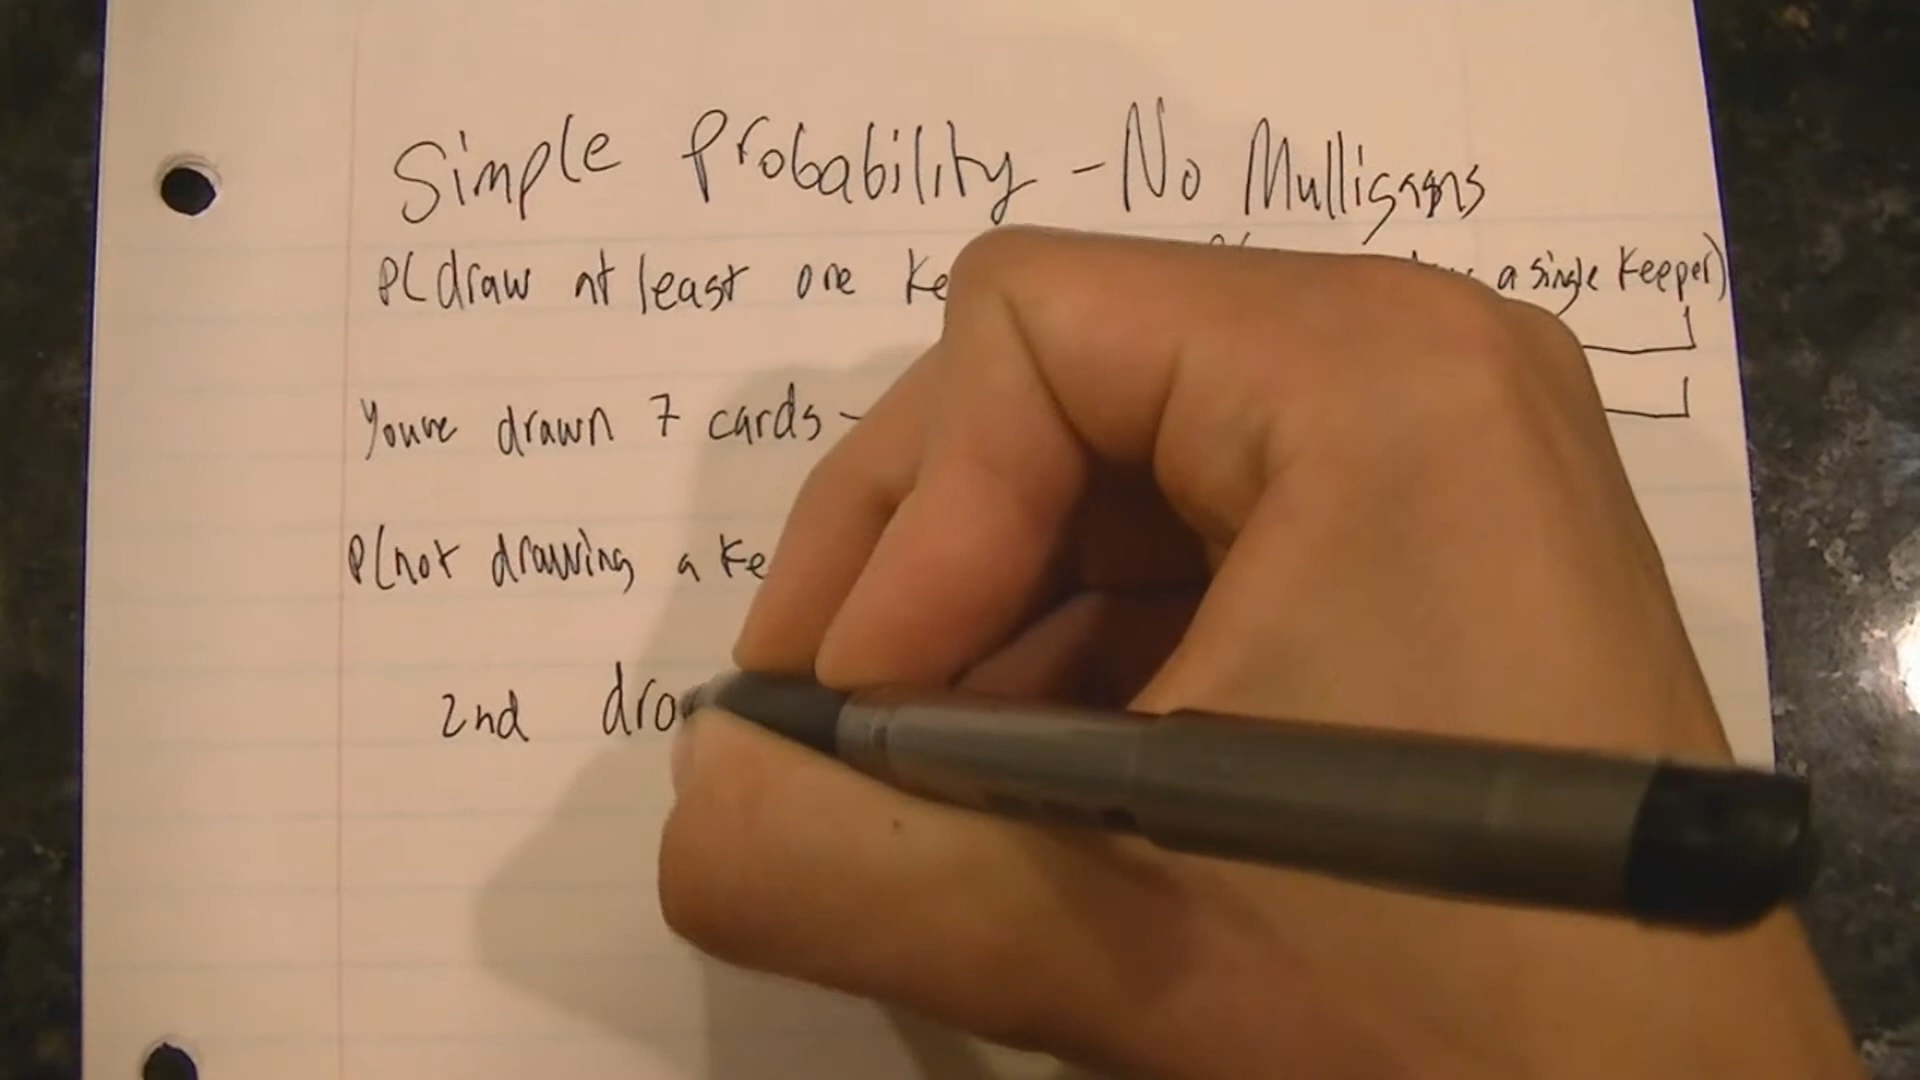 Simple Probability - No Mulligans
P(draw at least one Ke a single Keeper)
Youve drawn 7 cards -
P(not drawing a Ke
2nd dro